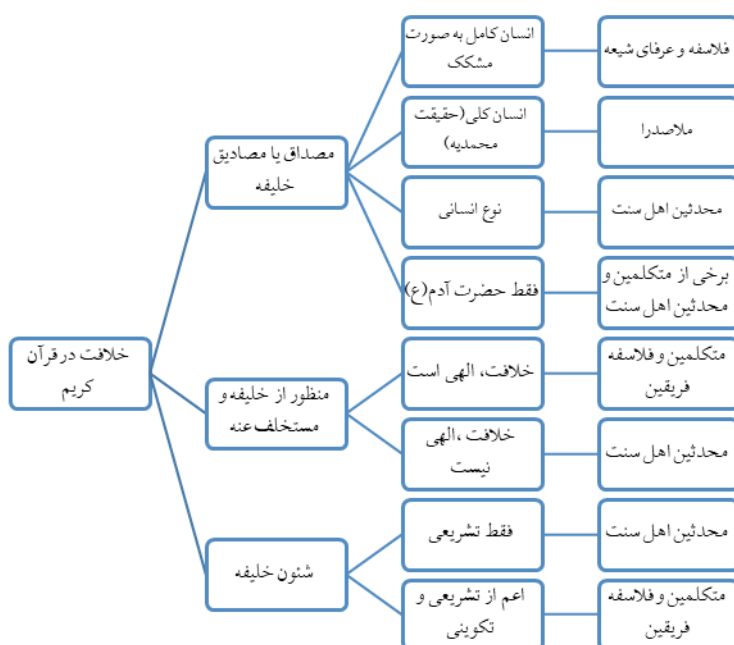 خلافت در قرآن
کریم
مصداق یا مصادیق
خلیفه
انسان کامل به صورت
مشکک
فلاسفه و عرفای شیعه
انسان کلی(حقیقت
محمدیه)
ملاصدرا
نوع انسانی
محدثین اهل سنت
فقط حضرت آدم(ع)
برخی از متکلمین و
محدثین اهل سنت
منظور از خلیفه و
مستخلف عنه
خلافت، الهی است
متکلمین و فلاسفه
فریقین
خلافت ،الهی
نیست
محدثین اهل سنت
شئون خلیفه
فقط تشریعی
محدثین اهل سنت
اعم از تشریعی و
تکوینی
متکلمین و فلاسفه
فریقین